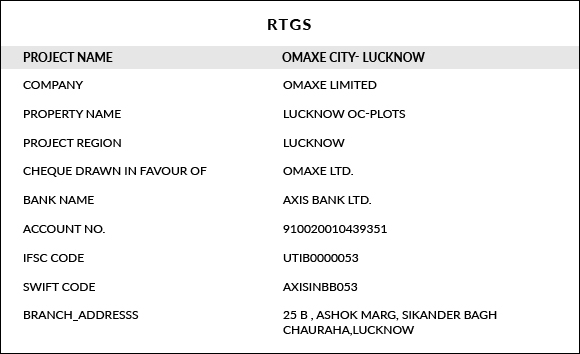 RTGS
PROJECT NAME OMAXE CITY- LUCKNOW
COMPANY OMAXE LIMITED
PROPERTY NAME LUCKNOW OC-PLOTS
PROJECT REGION LUCKNOW
CHEQUE DRAWN IN FAVOUR OF OMAXE LTD.
BANK NAME AXIS BANK LTD.
ACCOUNT NO. 910020010439351
IFSC CODE UTIB0000053
SWIFT CODE AXISINBB053
BRANCH_ADDRESSS 25 B , ASHOK MARG, SIKANDER BAGH
CHAURAHA,LUCKNOW